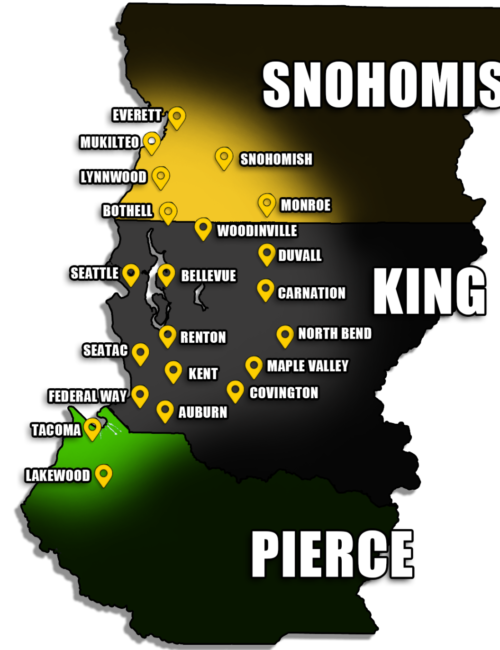 SNOHOMIS
EVERETT
MUKILTEO
SNOHOMISH
LYNNWOOD
MONROE
BOTHELL
WOODINVILLE
DUVALL
SEATTLE
BELLEVUE
KING
CARNATION
NORTH BEND
RENTON
SEATAC
MAPLE VALLEY
KENT
COVINGTON
FEDERAL WAY
AUBURN
TACOMA
LAKEWOOD
PIERCE